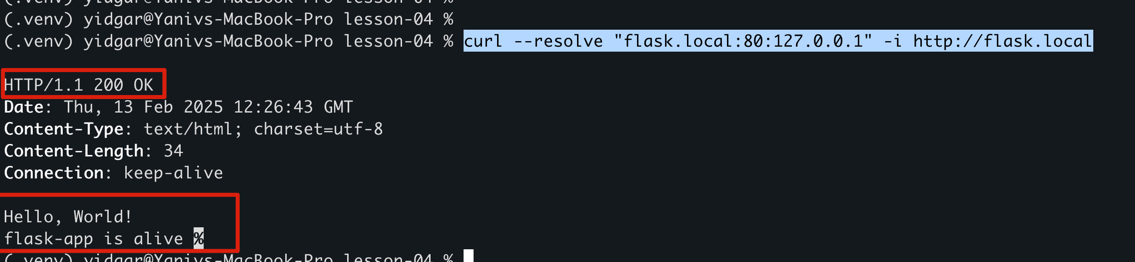 (.venv) yidgar@Yanivs-MacBook-Pro lesson-04 %
(.venv) yidgar@Yanivs-MacBook-Pro lesson-04 % curl --resolve "flask.local:80:127.0.0.1" -i http://flask.local
HTTP/1.1 200 OK
Date: Thu, 13 Feb 2025 12:26:43 GMT
Content-Type: text/html; charset=utf-8
Content-Length: 34
Connection: keep-alive
Hello, World!
flask-app is alive %
(.venv) yidgar@Yanivs-MacBook-Pro lesson-04 %